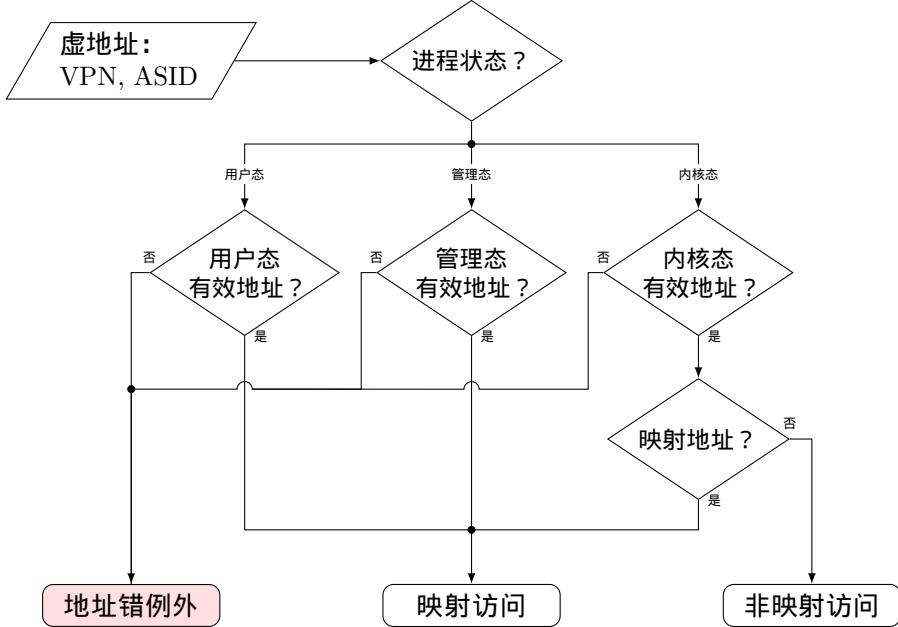 虚地址：
VPN, ASID
进程状态？
用户态
管理态
内核态
否
用户态
有效地址？
是
否
管理态
有效地址？
是
否
内核态
有效地址？
是
映射地址？
否
是
地址错例外
映射访问
非映射访问